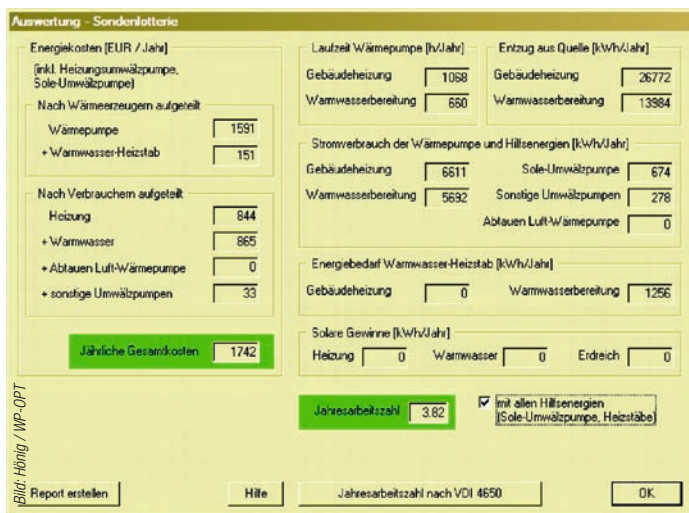 Auswertung - Sondenlotterie
Energiekosten [EUR / Jahr]
(inkl. Heizungsumwälzpumpe,
Sole-Umwälzpumpe)
Nach Wärmeerzeugern aufgeteilt
Wärmepumpe 1591
+ Warmwasser-Heizstab 151
Nach Verbrauchern aufgeteilt
Heizung 844
+ Warmwasser 865
+ Abtauen Luft-Wärmepumpe 0
+ sonstige Umwälzpumpen 33
Jährliche Gesamtkosten 1742
Laufzeit Wärmepumpe [h/Jahr]
Gebäudeheizung 1068
Warmwasserbereitung 660
Entzug aus Quelle [kWh/Jahr]
Gebäudeheizung 26772
Warmwasserbereitung 13984
Stromverbrauch der Wärmepumpe und Hilfsenergien [kWh/Jahr]
Gebäudeheizung 6611 Sole-Umwälzpumpe 674
Warmwasserbereitung 5692 Sonstige Umwälzpumpen 278
Abtauen Luft-Wärmepumpe 0
Energiebedarf Warmwasser-Heizstab [kWh/Jahr]
Gebäudeheizung 0 Warmwasserbereitung 1256
Solare Gewinne [kWh/Jahr]
Heizung 0 Warmwasser 0 Erdreich 0
Jahresarbeitszahl 3.82
mit allen Hilfsenergien
(Sole-Umwälzpumpe, Heizstäbe)
Report erstellen Hilfe Jahresarbeitszahl nach VDI 4650 OK
Bild: Hönig / WP-OPT